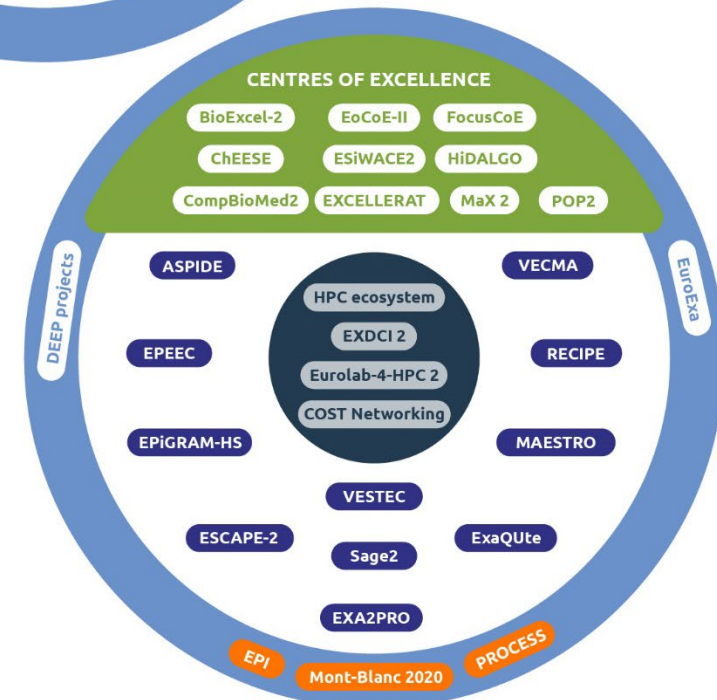 CENTRES OF EXCELLENCE
BioExcel-2 EoCoE-II FocusCoE
ChEESE ESiWACE2 HiDALGO
CompBioMed2 EXCELLERAT MaX 2 POP2
DEEP projects
EuroExa
ASPIDE
VECMA
HPC ecosystem
EXDCI 2
Eurolab-4-HPC 2
COST Networking
EPEEC
RECIPE
EPiGRAM-HS
MAESTRO
VESTEC
ESCAPE-2
ExaQUte
Sage2
EXA2PRO
EPI
Mont-Blanc 2020
PROCESS